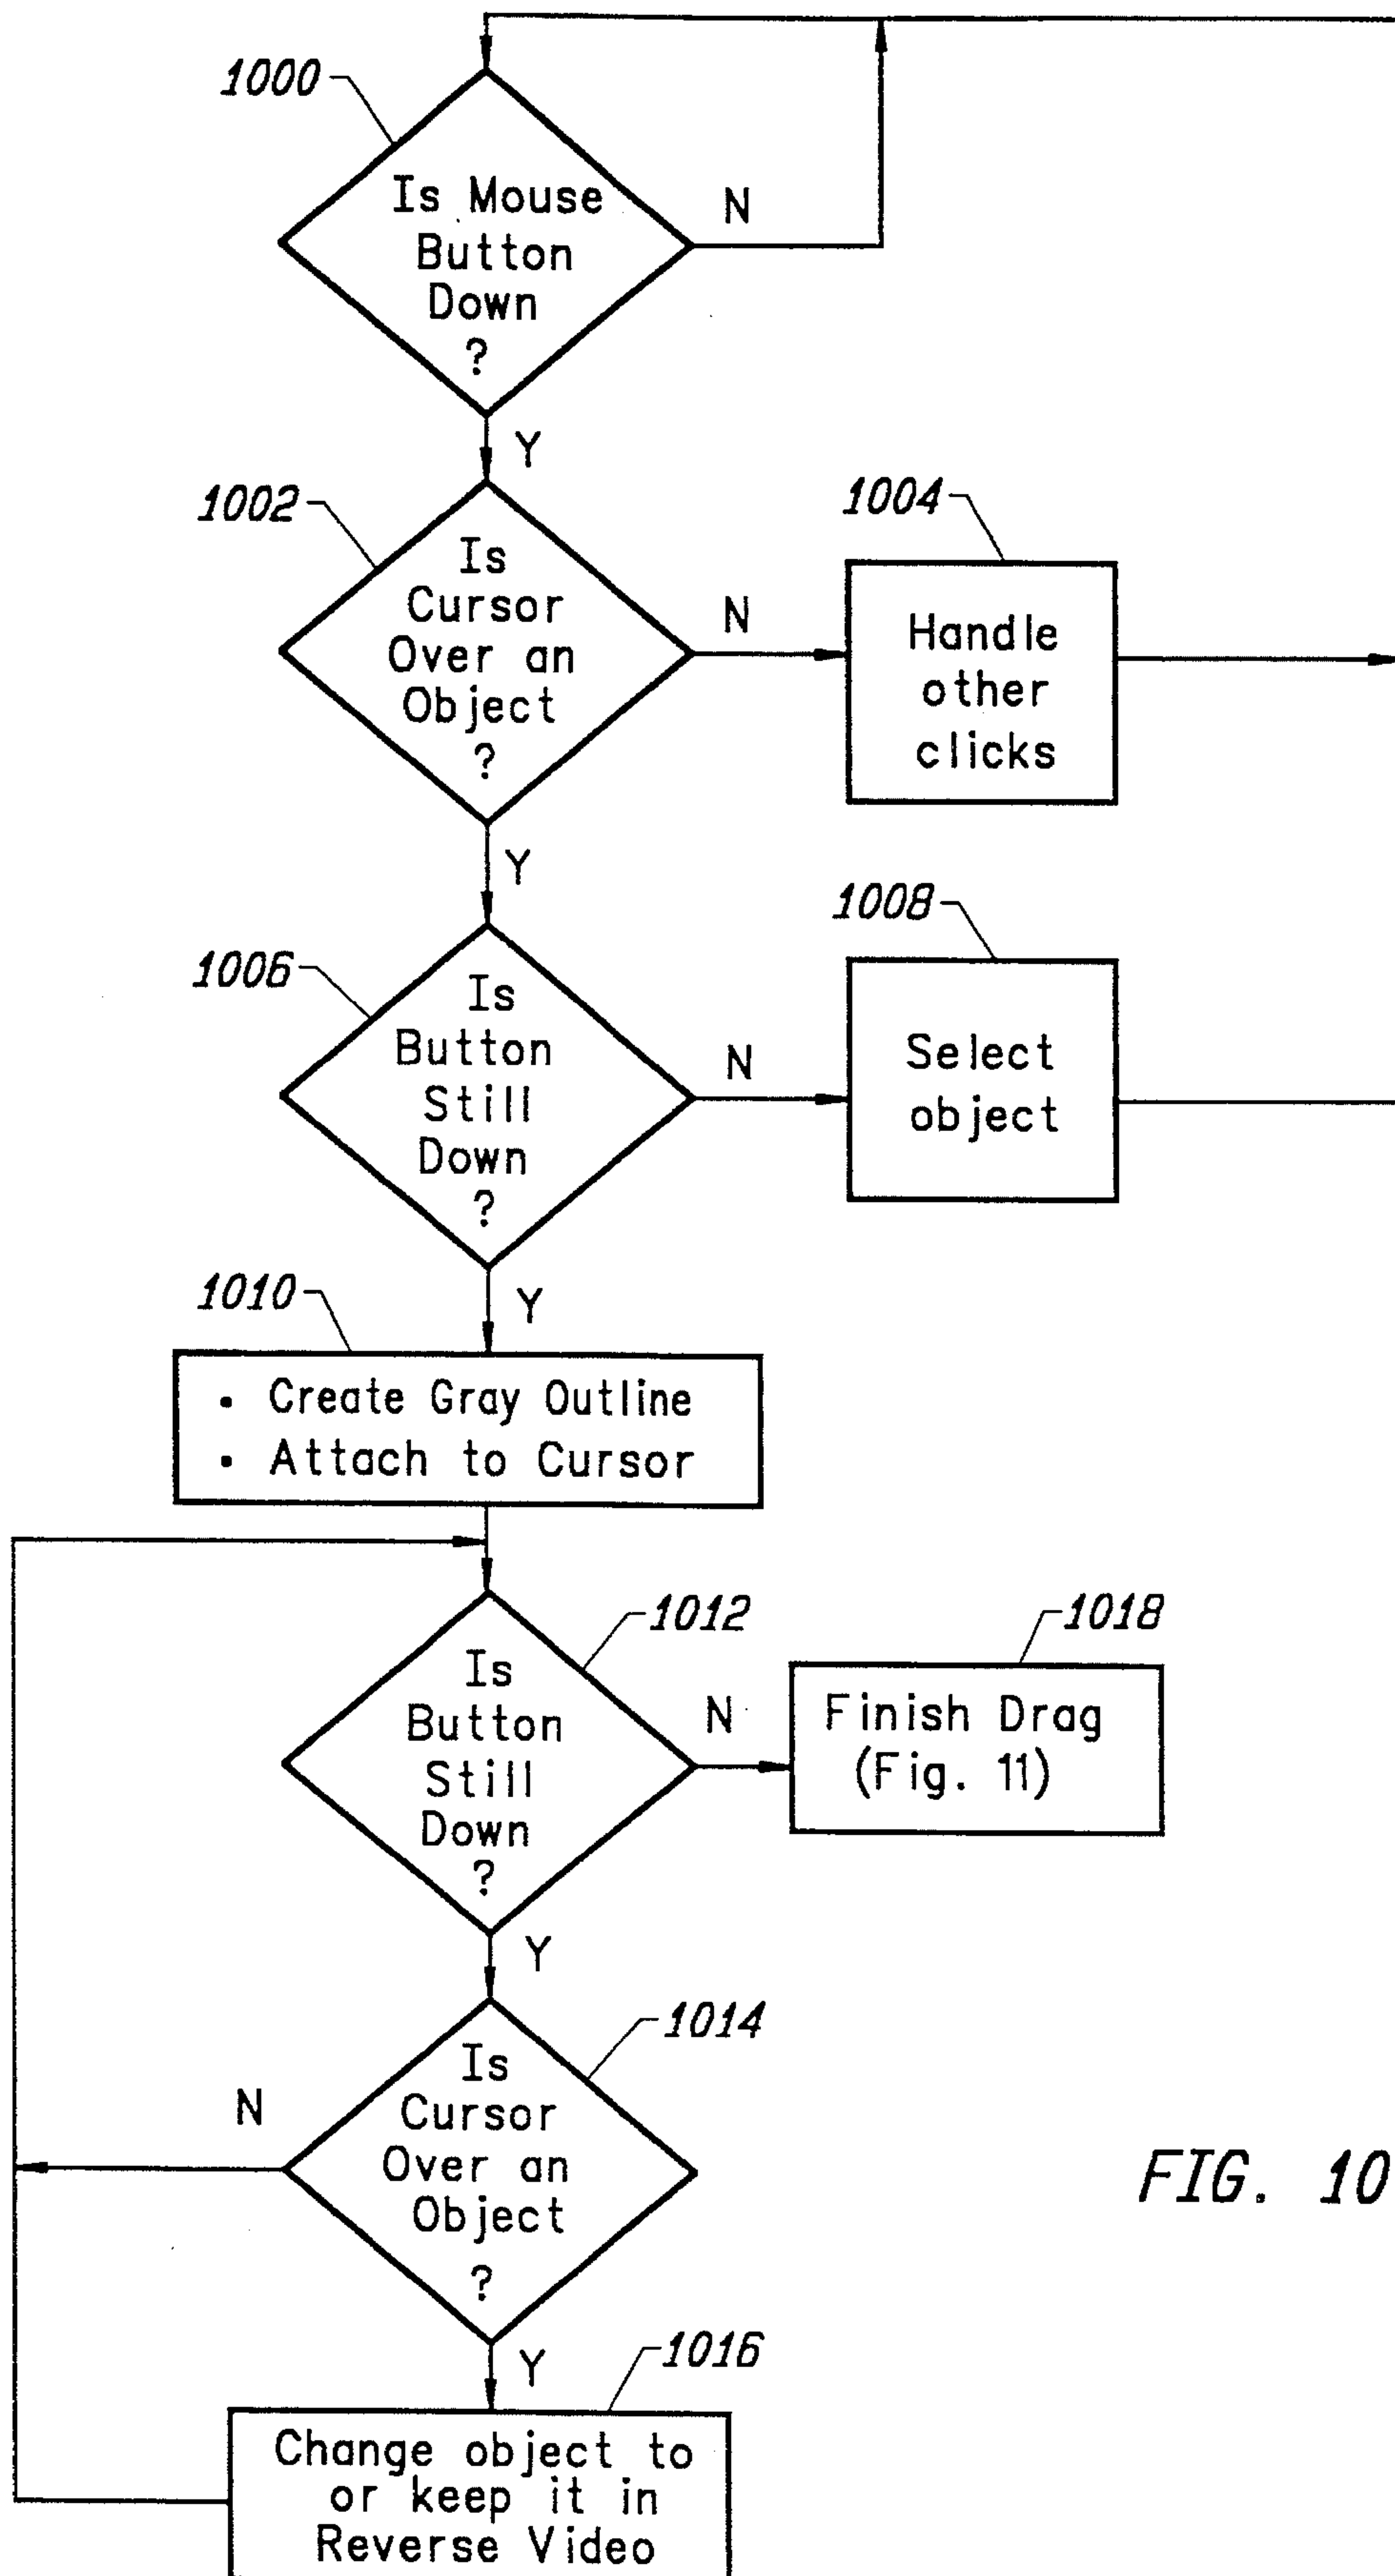 1000
Is Mouse
Button
Down
?
N
Y
1002
Is
Cursor
Over an
Object
?
N
1004
Handle
other
clicks
Y
1006
Is
Button
Still
Down
?
N
1008
Select
object
Y
1010
• Create Gray Outline
• Attach to Cursor
1012
Is
Button
Still
Down
?
N
1018
Finish Drag
(Fig. 11)
Y
1014
Is
Cursor
Over an
Object
?
N
Y
1016
Change object to
or keep it in
Reverse Video
FIG. 10